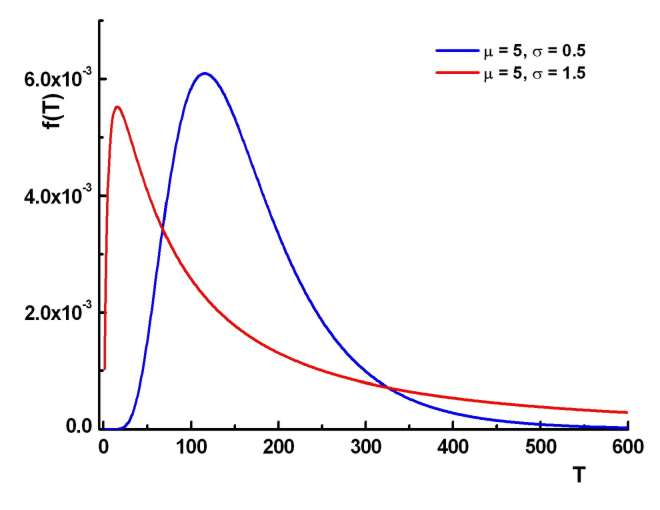 μ = 5, σ = 0.5
μ = 5, σ = 1.5
f(T)
6.0x10⁻³
4.0x10⁻³
2.0x10⁻³
0.0
0 100 200 300 400 500 600
T